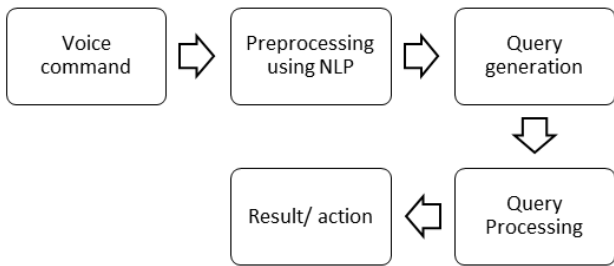 Voice
command
Preprocessing
using NLP
Query
generation
Query
Processing
Result/ action